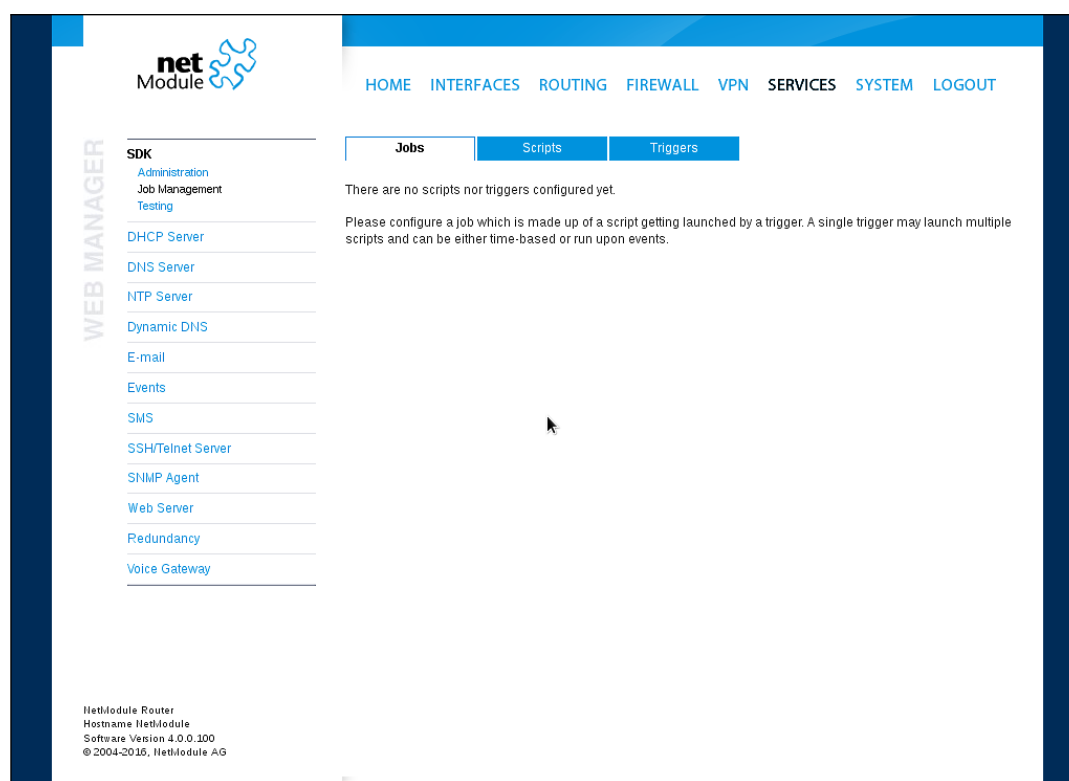 net
Module
HOME INTERFACES ROUTING FIREWALL VPN SERVICES SYSTEM LOGOUT
WEB MANAGER
SDK
Administration
Job Management
Testing
DHCP Server
DNS Server
NTP Server
Dynamic DNS
E-mail
Events
SMS
SSH/Telnet Server
SNMP Agent
Web Server
Redundancy
Voice Gateway
Jobs Scripts Triggers
There are no scripts nor triggers configured yet.
Please configure a job which is made up of a script getting launched by a trigger. A single trigger may launch multiple
scripts and can be either time-based or run upon events.
NetModule Router
Hostname NetModule
Software Version 4.0.0.100
© 2004-2016, NetModule AG